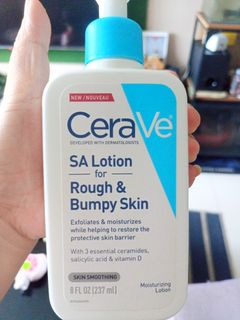 NEW / NOUVEAU
CeraVe
DEVELOPED WITH DERMATOLOGISTS
SA Lotion
for
Rough &
Bumpy Skin
Exfoliates & moisturizes
while helping to restore the
protective skin barrier
With 3 essential ceramides,
salicylic acid & vitamin D
SKIN SMOOTHING
8 FL OZ (237 ml)
Moisturizing
Lotion